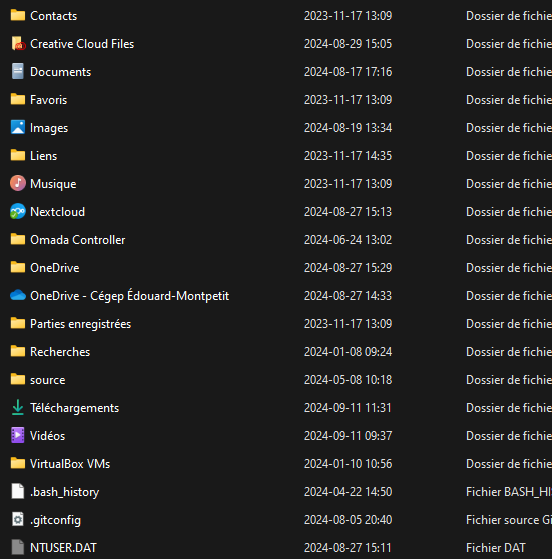 Contacts 2023-11-17 13:09 Dossier de fichie
Creative Cloud Files 2024-08-29 15:05 Dossier de fichie
Documents 2024-08-17 17:16 Dossier de fichie
Favoris 2023-11-17 13:09 Dossier de fichie
Images 2024-08-19 13:34 Dossier de fichie
Liens 2023-11-17 14:35 Dossier de fichie
Musique 2023-11-17 13:09 Dossier de fichie
Nextcloud 2024-08-27 15:13 Dossier de fichie
Omada Controller 2024-06-24 13:02 Dossier de fichie
OneDrive 2024-08-27 15:29 Dossier de fichie
OneDrive - Cégep Édouard-Montpetit 2024-08-27 14:33 Dossier de fichie
Parties enregistrées 2023-11-17 13:09 Dossier de fichie
Recherches 2024-01-08 09:24 Dossier de fichie
source 2024-05-08 10:18 Dossier de fichie
Téléchargements 2024-09-11 11:31 Dossier de fichie
Vidéos 2024-09-11 09:37 Dossier de fichie
VirtualBox VMs 2024-01-10 10:56 Dossier de fichie
.bash_history 2024-04-22 14:50 Fichier BASH_HI
.gitconfig 2024-08-05 20:40 Fichier source Gi
NTUSER.DAT 2024-08-27 15:11 Fichier DAT